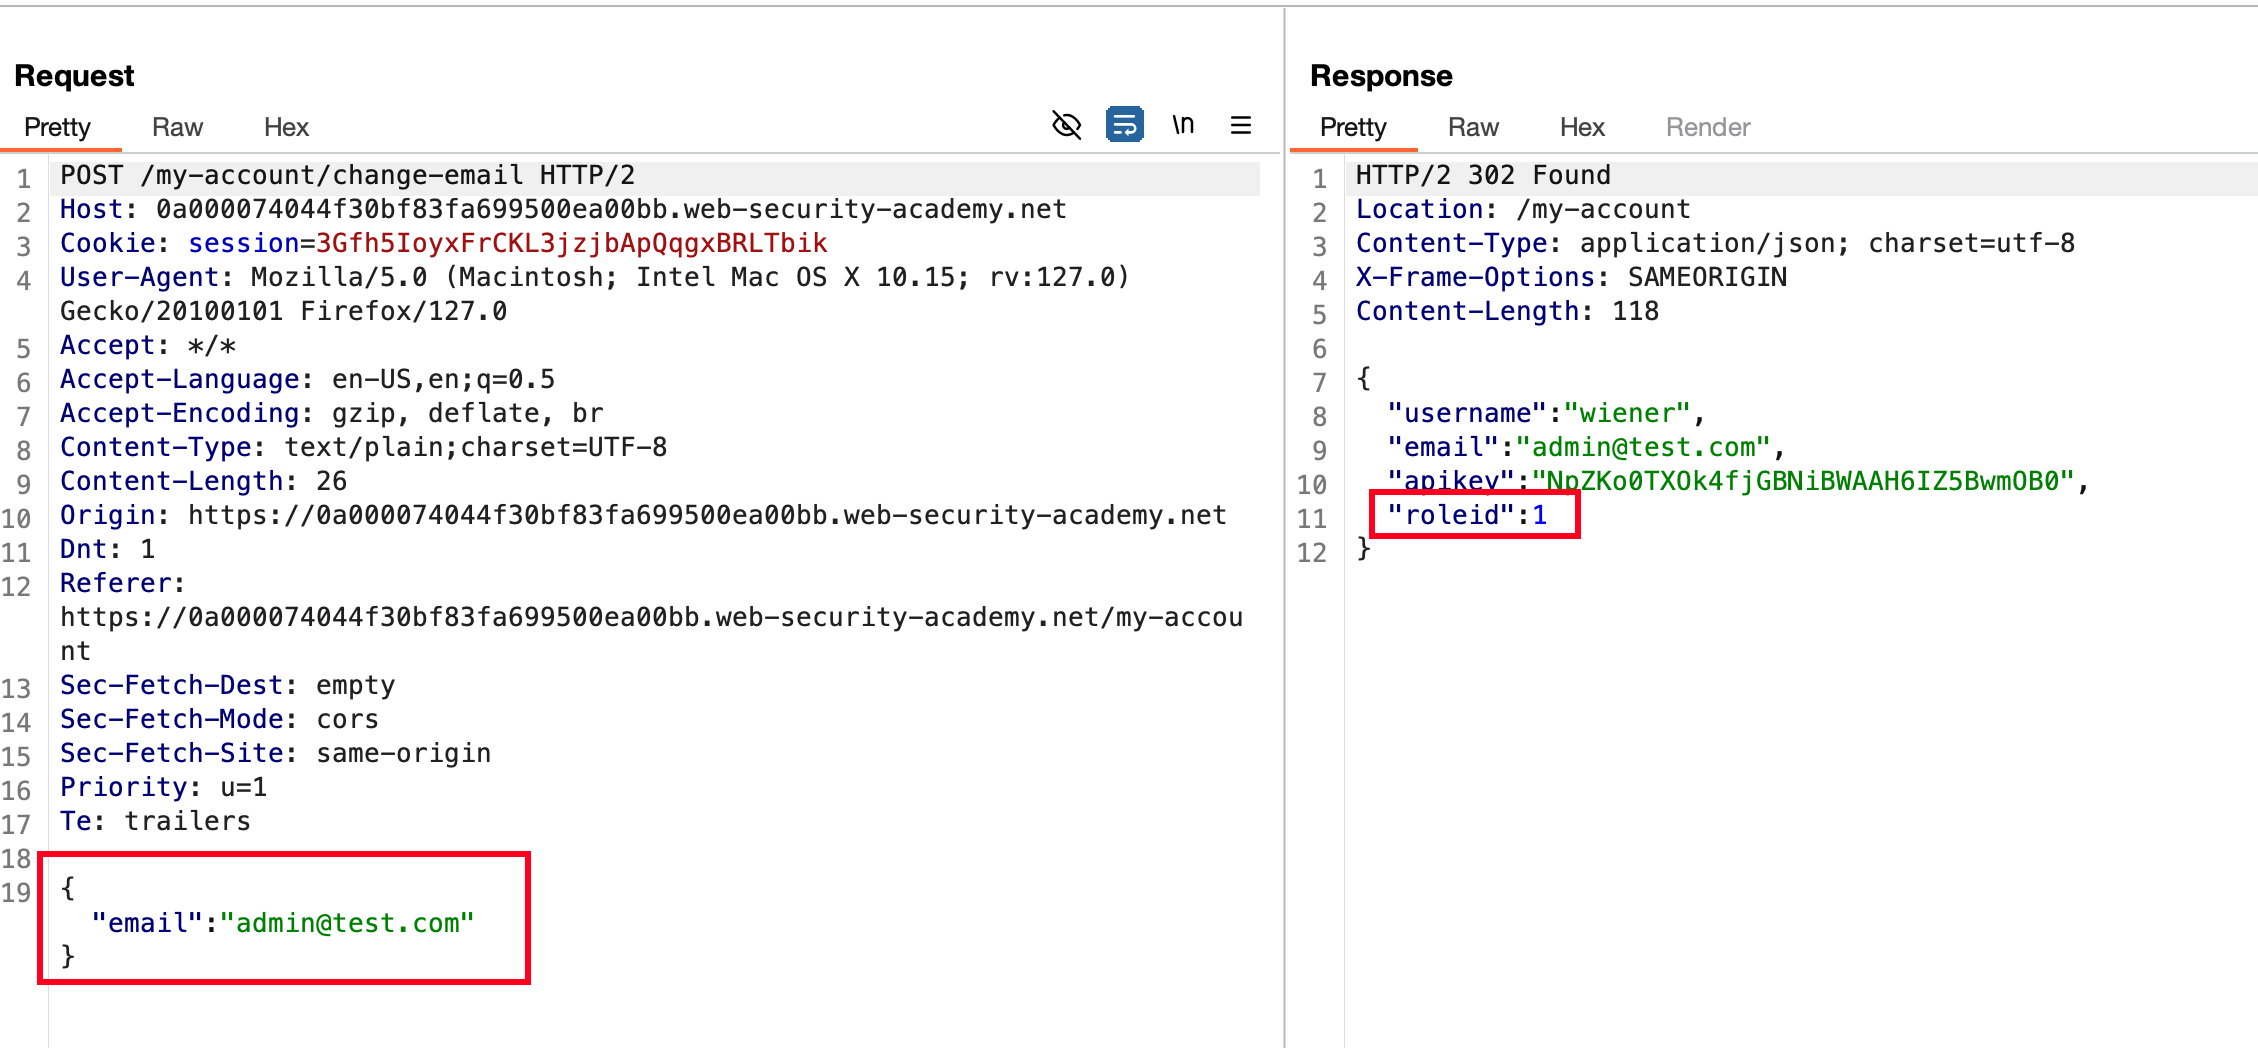 Request
Pretty Raw Hex \n
1 POST /my-account/change-email HTTP/2
2 Host: 0a000074044f30bf83fa699500ea00bb.web-security-academy.net
3 Cookie: session=3Gfh5IoyxFrCKL3jzjbApQqgxBRLTbik
4 User-Agent: Mozilla/5.0 (Macintosh; Intel Mac OS X 10.15; rv:127.0)
Gecko/20100101 Firefox/127.0
5 Accept: */*
6 Accept-Language: en-US,en;q=0.5
7 Accept-Encoding: gzip, deflate, br
8 Content-Type: text/plain;charset=UTF-8
9 Content-Length: 26
10 Origin: https://0a000074044f30bf83fa699500ea00bb.web-security-academy.net
11 Dnt: 1
12 Referer:
https://0a000074044f30bf83fa699500ea00bb.web-security-academy.net/my-accou
nt
13 Sec-Fetch-Dest: empty
14 Sec-Fetch-Mode: cors
15 Sec-Fetch-Site: same-origin
16 Priority: u=1
17 Te: trailers
18
19 {
"email":"admin@test.com"
}
Response
Pretty Raw Hex Render
1 HTTP/2 302 Found
2 Location: /my-account
3 Content-Type: application/json; charset=utf-8
4 X-Frame-Options: SAMEORIGIN
5 Content-Length: 118
6
7 {
8 "username":"wiener",
9 "email":"admin@test.com",
10 "apikey":"NpZKo0TXOk4fjGBNiBWAAH6IZ5BwmOB0",
11 "roleid":1
12 }